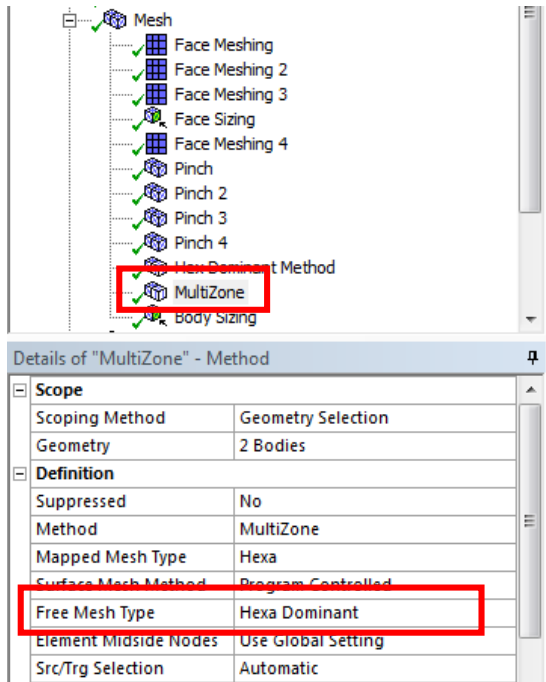 Mesh
Face Meshing
Face Meshing 2
Face Meshing 3
Face Sizing
Face Meshing 4
Pinch
Pinch 2
Pinch 3
Pinch 4
Hex Dominant Method
MultiZone
Body Sizing
Details of "MultiZone" - Method
Scope
Scoping Method Geometry Selection
Geometry 2 Bodies
Definition
Suppressed No
Method MultiZone
Mapped Mesh Type Hexa
Surface Mesh Method Program Controlled
Free Mesh Type Hexa Dominant
Element Midside Nodes Use Global Setting
Src/Trg Selection Automatic